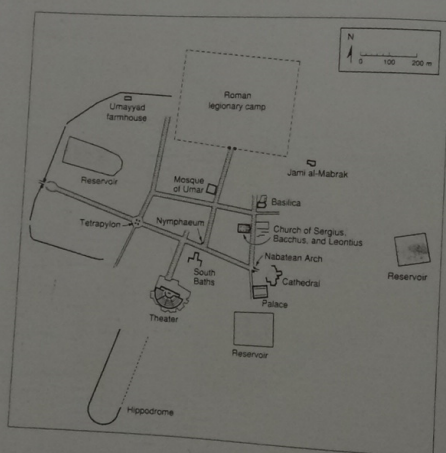 N
0 100 200 m
Roman
legionary camp
Umayyad
farmhouse
Jami al-Mabrak
Reservoir
Mosque
of Umar
Basilica
Tetrapylon
Nymphaeum
Church of Sergius,
Bacchus, and Leontius
Nabatean Arch
Reservoir
South
Baths
Cathedral
Palace
Theater
Reservoir
Hippodrome